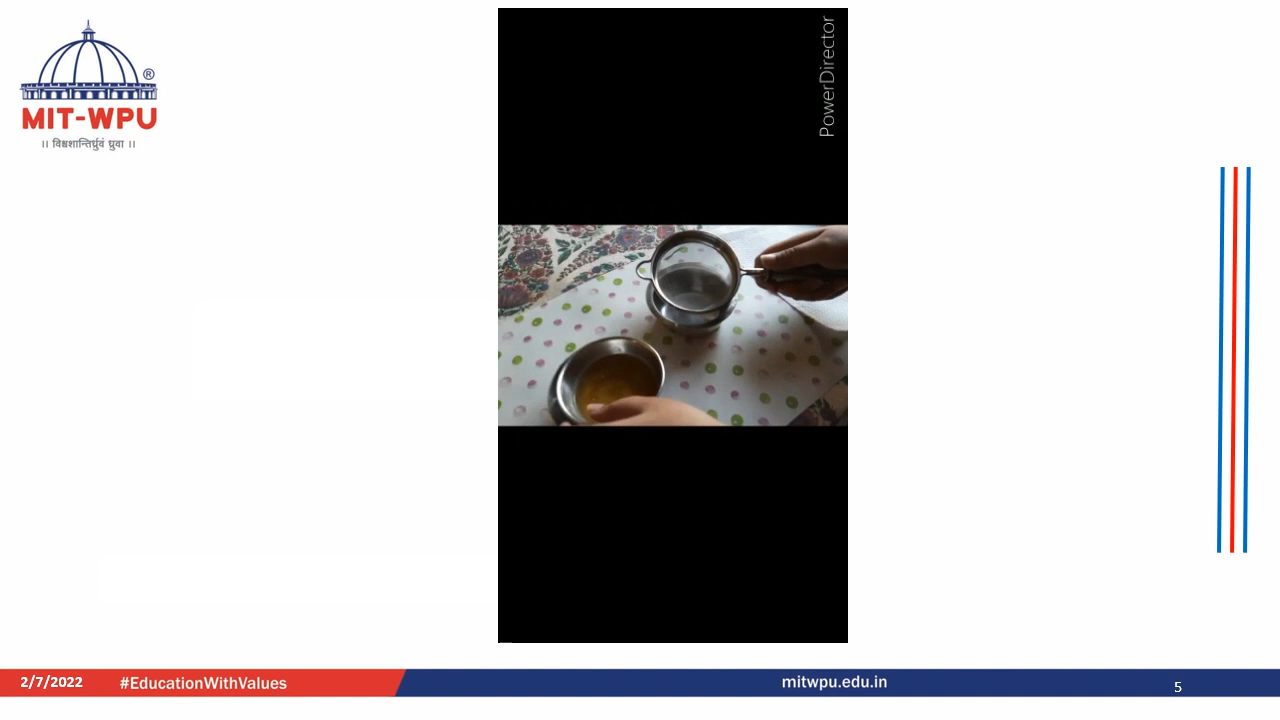 ®
MIT-WPU
।। विश्वशान्तिर्ध्रुवं ध्रुवा ।।
PowerDirector
2/7/2022
#EducationWithValues
mitwpu.edu.in
5